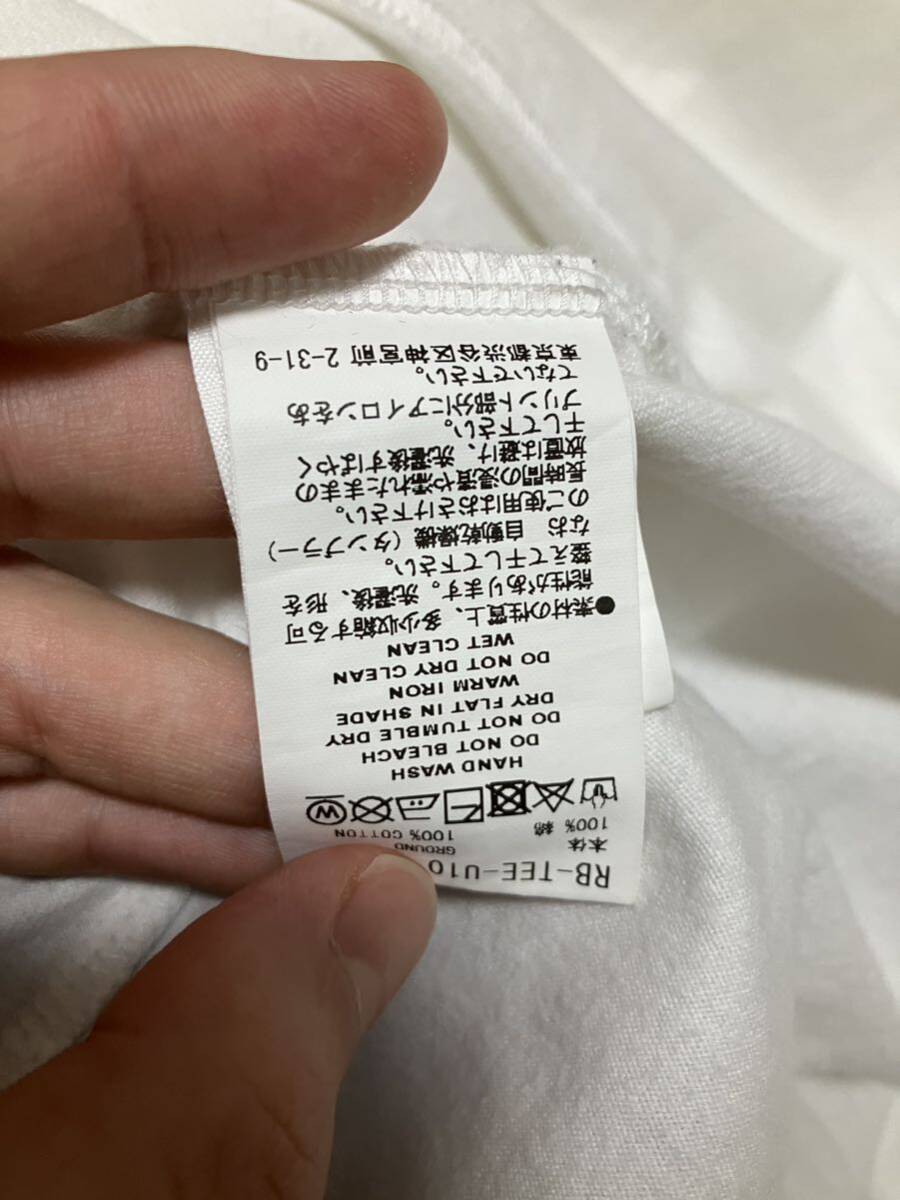 RB-TEE-U10
本体 GROUND
100% 綿 100% COTTON
W
HAND WASH
DO NOT BLEACH
DO NOT TUMBLE DRY
DRY FLAT IN SHADE
WARM IRON
DO NOT DRY CLEAN
WET CLEAN
●素材の性質上、多少収縮する可
能性があります。洗濯後、形を
整えて干して下さい。
なお 自動乾燥機（タンブラー）
のご使用はおさけ下さい。
長時間の浸漬や濡れたままの
放置は避け、洗濯後すばやく
干して下さい。
プリント部分にアイロンをあ
てないで下さい。
東京都渋谷区神宮前 2-31-9